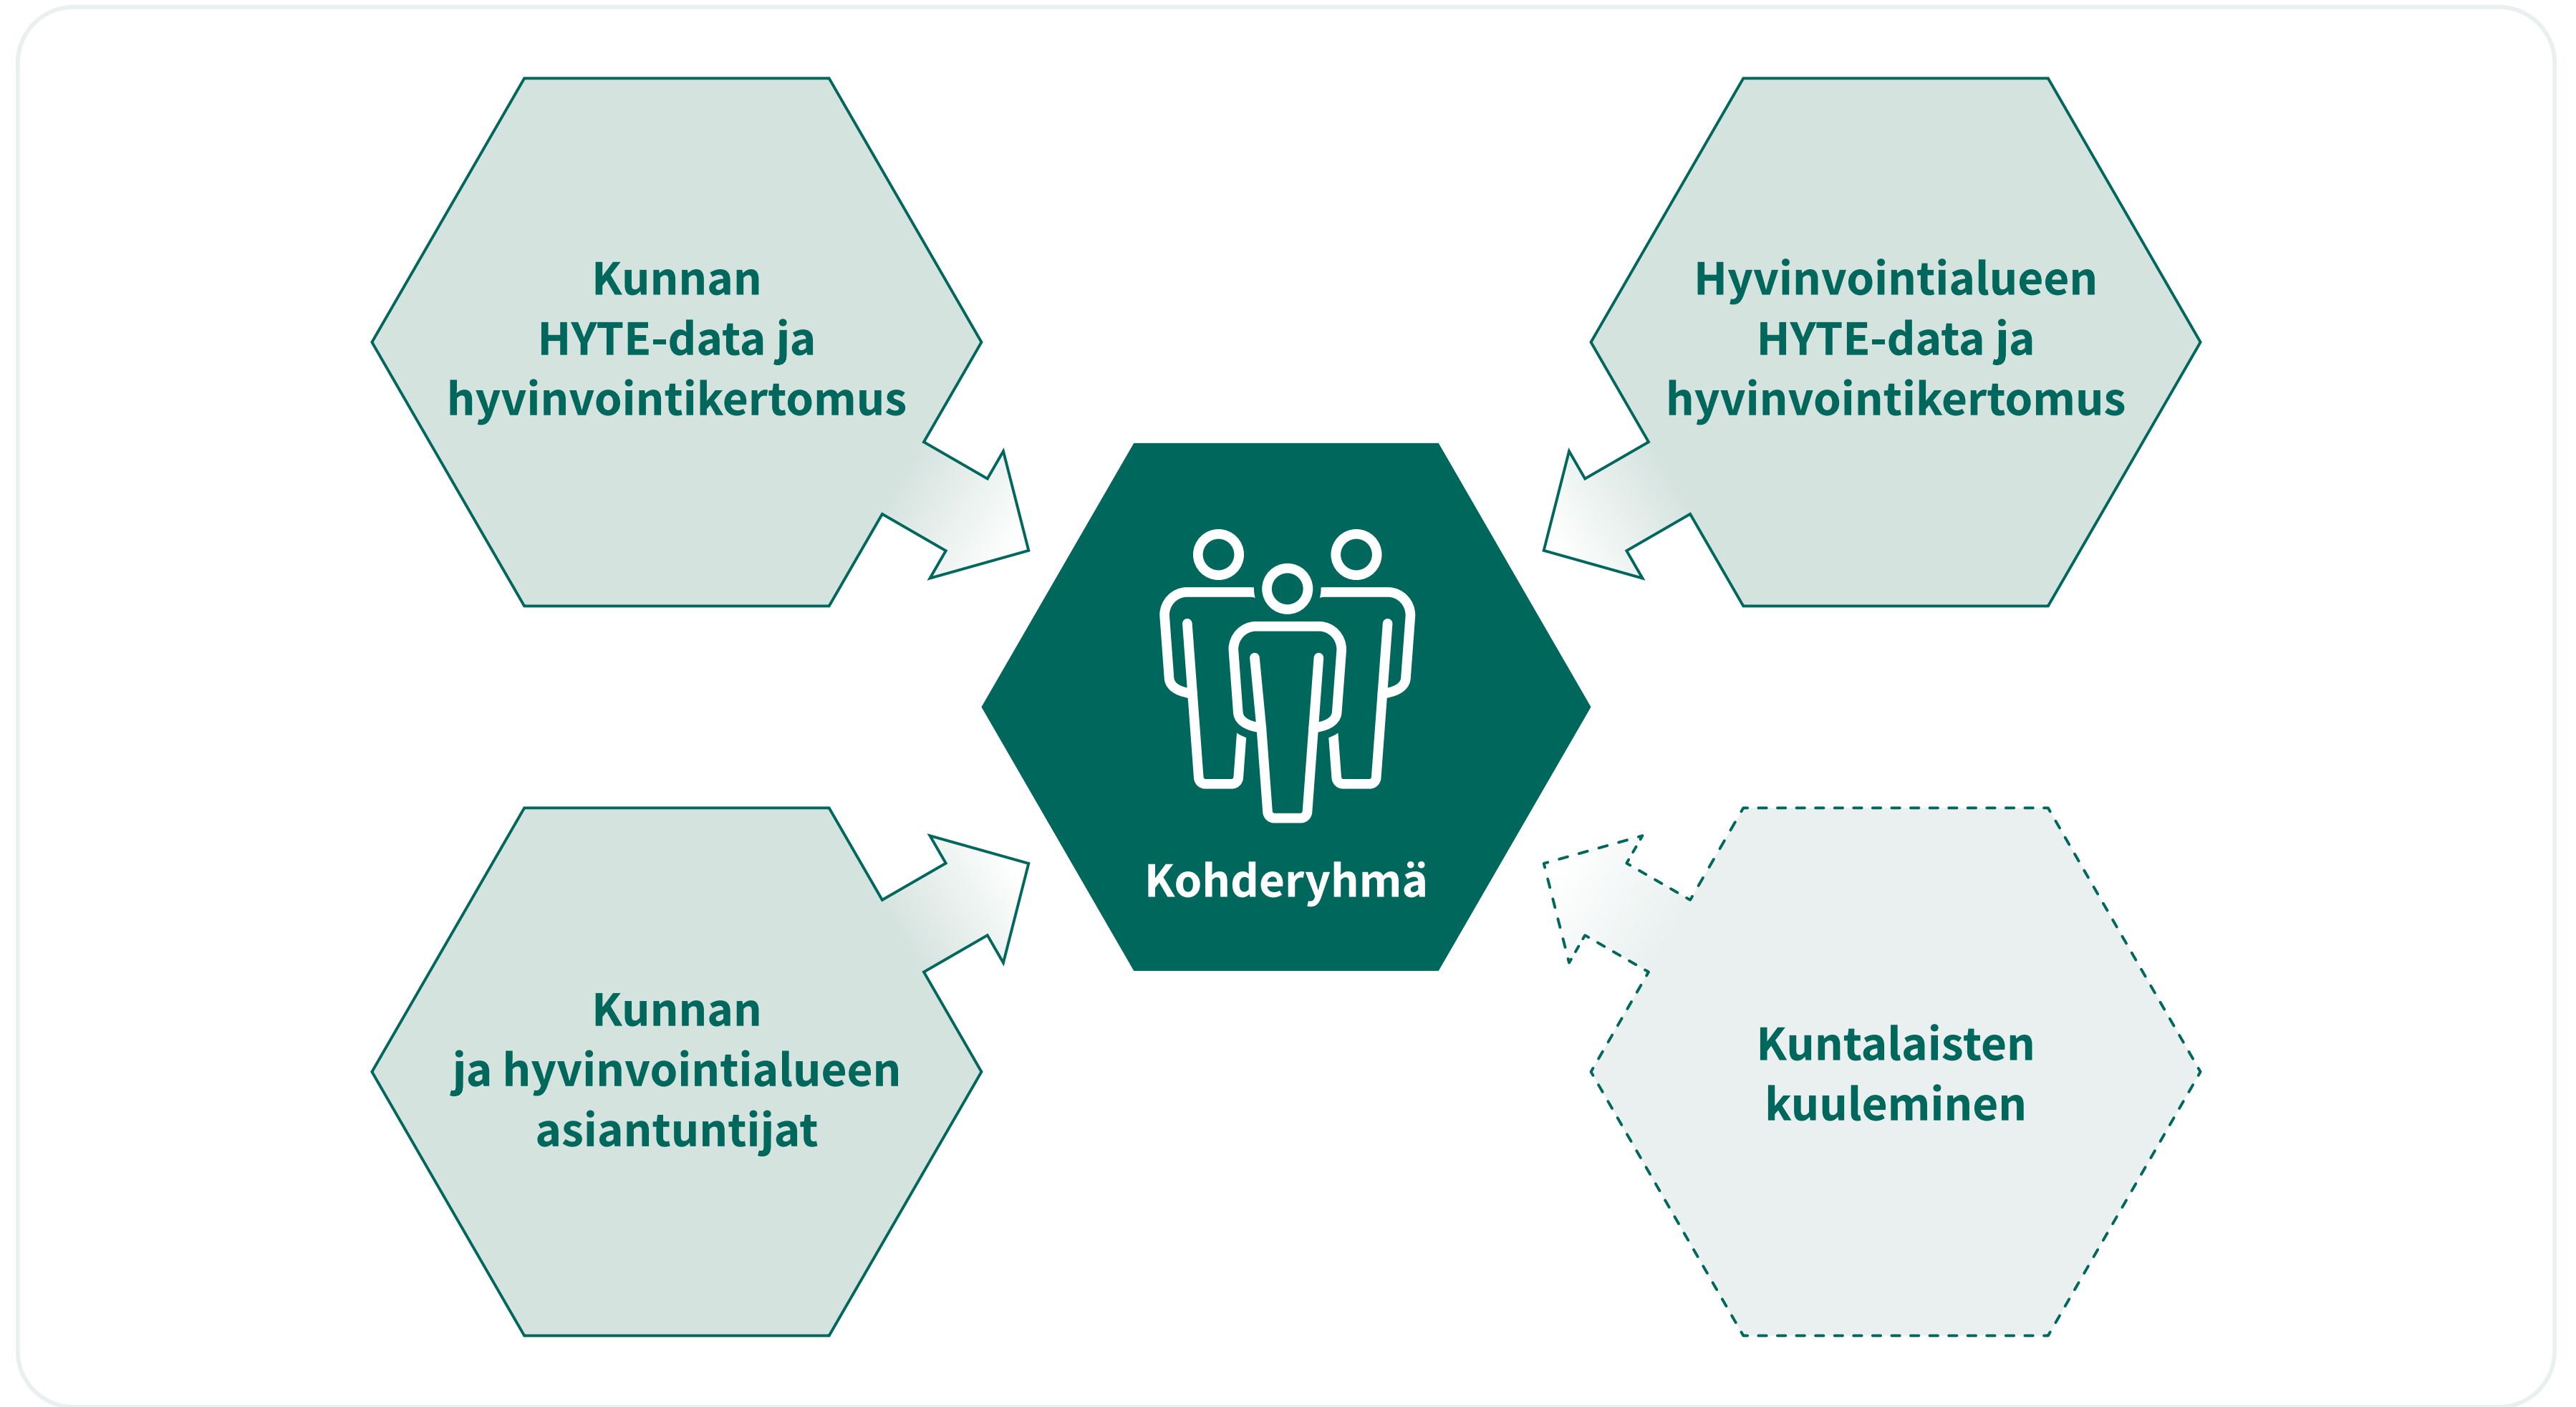 Kunnan
HYTE-data ja
hyvinvointikertomus
Hyvinvointialueen
HYTE-data ja
hyvinvointikertomus
Kohderyhmä
Kunnan
ja hyvinvointialueen
asiantuntijat
Kuntalaisten
kuuleminen